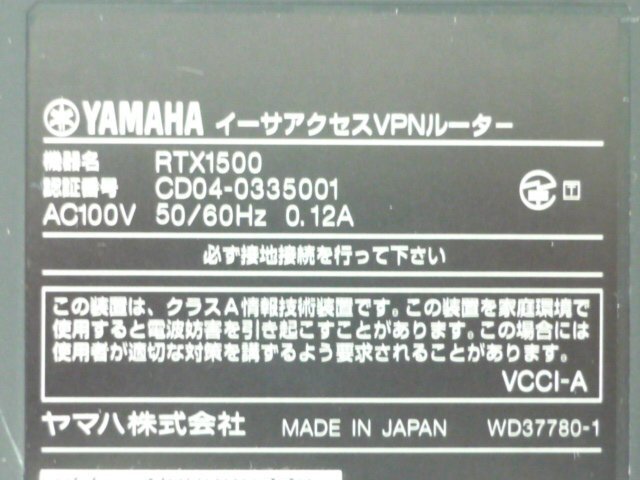 YAMAHA イーサアクセスVPNルーター
機器名 RTX1500
認証番号 CD04-0335001
AC100V 50/60Hz 0.12A
必ず接地接続を行って下さい
この装置は、クラスA情報技術装置です。この装置を家庭環境で
使用すると電波妨害を引き起こすことがあります。この場合には
使用者が適切な対策を講ずるよう要求されることがあります。
VCCI-A
ヤマハ株式会社 MADE IN JAPAN WD37780-1